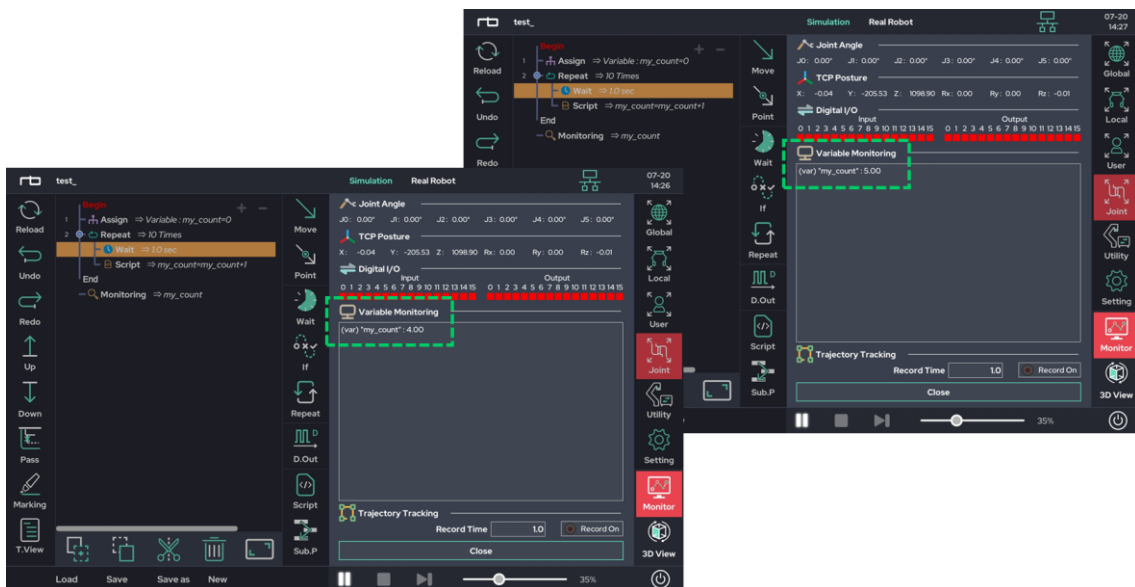 test_
Simulation Real Robot
07-20
14:27
Reload
Undo
Redo
Begin
1 Assign ⇒ Variable : my_count=0
2 Repeat ⇒ 10 Times
Wait ⇒ 1.0 sec
Script ⇒ my_count=my_count+1
End
Monitoring ⇒ my_count
Move
Point
Wait
If
Repeat
D.Out
Script
Sub.P
Joint Angle
J0: 0.00° J1: 0.00° J2: 0.00° J3: 0.00° J4: 0.00° J5: 0.00°
TCP Posture
X: -0.04 Y: -205.53 Z: 1098.90 Rx: 0.00 Ry: 0.00 Rz: -0.01
Digital I/O
Input Output
0 1 2 3 4 5 6 7 8 9 10 11 12 13 14 15 0 1 2 3 4 5 6 7 8 9 10 11 12 13 14 15
Variable Monitoring
(var) "my_count" : 5.00
Trajectory Tracking
Record Time 1.0 Record On
Close
35%
Global
Local
User
Joint
Utility
Setting
Monitor
3D View
test_
Simulation Real Robot
07-20
14:26
Reload
Undo
Redo
Up
Down
Pass
Marking
T.View
Begin
1 Assign ⇒ Variable : my_count=0
2 Repeat ⇒ 10 Times
Wait ⇒ 1.0 sec
Script ⇒ my_count=my_count+1
End
Monitoring ⇒ my_count
Move
Point
Wait
If
Repeat
D.Out
Script
Sub.P
Joint Angle
J0: 0.00° J1: 0.00° J2: 0.00° J3: 0.00° J4: 0.00° J5: 0.00°
TCP Posture
X: -0.04 Y: -205.53 Z: 1098.90 Rx: 0.00 Ry: 0.00 Rz: -0.01
Digital I/O
Input Output
0 1 2 3 4 5 6 7 8 9 10 11 12 13 14 15 0 1 2 3 4 5 6 7 8 9 10 11 12 13 14 15
Variable Monitoring
(var) "my_count" : 4.00
Trajectory Tracking
Record Time 1.0 Record On
Close
Global
Local
User
Joint
Utility
Setting
Monitor
3D View
Load Save Save as New
35%